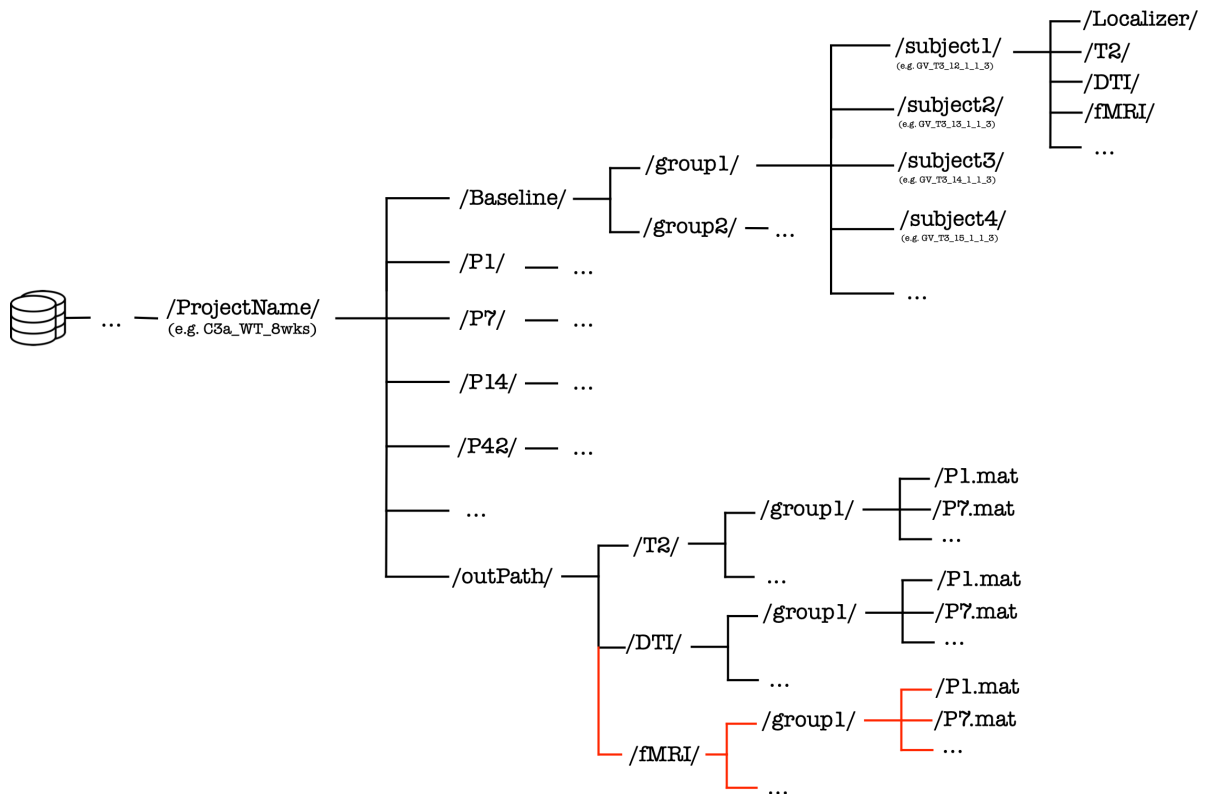 /Localizer/
/subject1/
(e.g. GV_T3_12_1_1_3)
/T2/
/DTI/
/subject2/
(e.g. GV_T3_13_1_1_3)
/fMRI/
...
/group1/
/subject3/
(e.g. GV_T3_14_1_1_3)
/Baseline/
/group2/
...
/subject4/
(e.g. GV_T3_15_1_1_3)
/P1/
...
...
...
/ProjectName/
(e.g. C3a_WT_8wks)
/P7/
...
/P14/
...
/P42/
...
...
/outPath/
/T2/
/group1/
/P1.mat
/P7.mat
...
...
/DTI/
/group1/
/P1.mat
/P7.mat
...
...
/fMRI/
/group1/
/P1.mat
/P7.mat
...
...